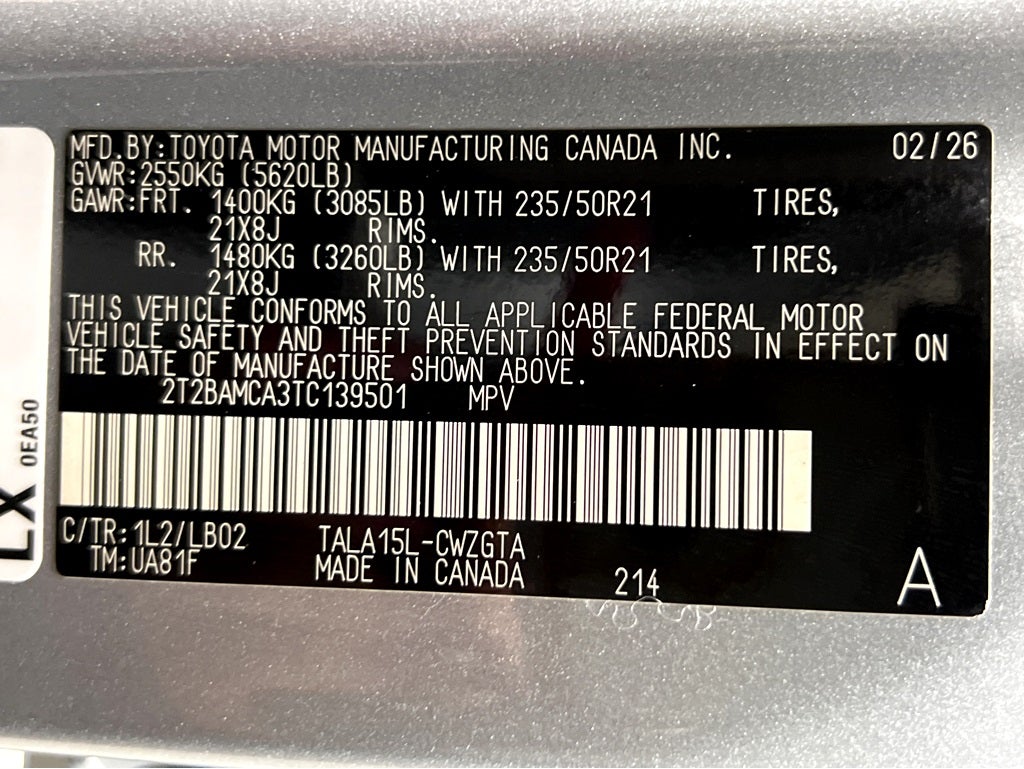 MFD.BY:TOYOTA MOTOR MANUFACTURING CANADA INC. 02/26
GVWR:2550KG (5620LB)
GAWR:FRT. 1400KG (3085LB) WITH 235/50R21 TIRES,
21X8J RIMS.
RR. 1480KG (3260LB) WITH 235/50R21 TIRES,
21X8J RIMS.
THIS VEHICLE CONFORMS TO ALL APPLICABLE FEDERAL MOTOR
VEHICLE SAFETY AND THEFT PREVENTION STANDARDS IN EFFECT ON
THE DATE OF MANUFACTURE SHOWN ABOVE.
2T2BAMCA3TC139501 MPV
C/TR:1L2/LB02 TALA15L-CWZGTA
TM:UA81F MADE IN CANADA 214 A
LX
0EA50